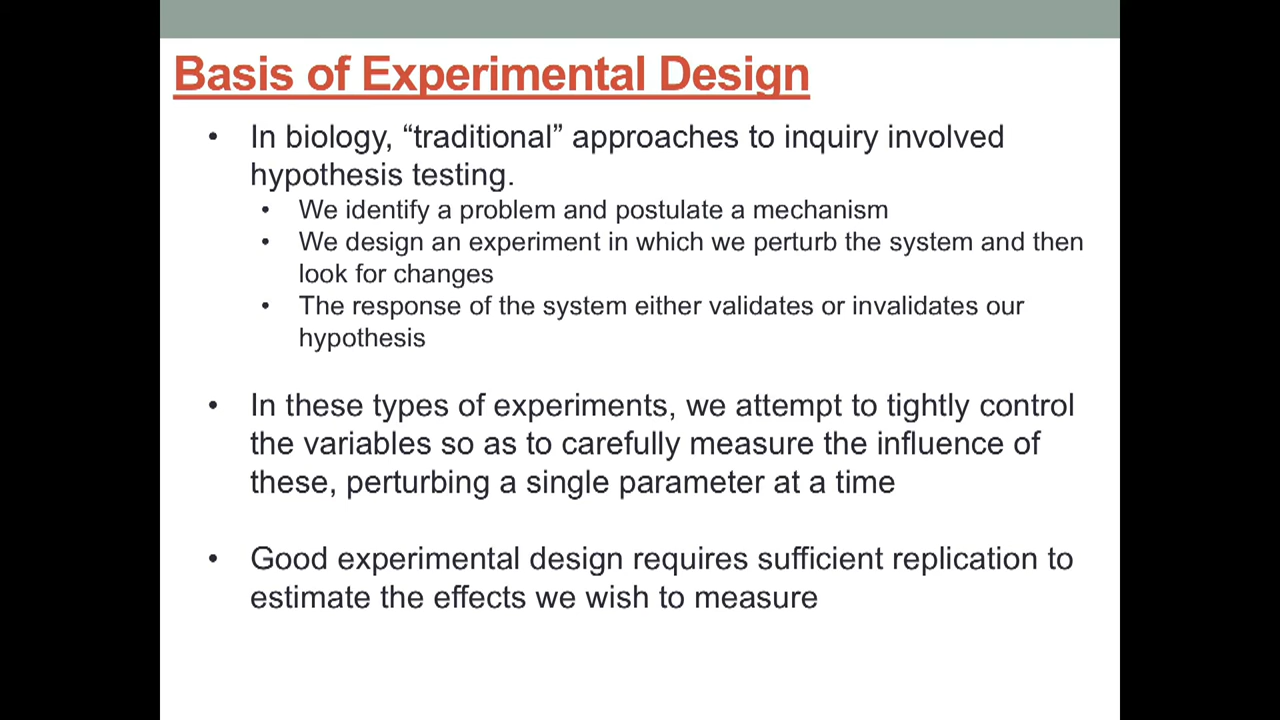 Basis of Experimental Design
• In biology, “traditional” approaches to inquiry involved
hypothesis testing.
• We identify a problem and postulate a mechanism
• We design an experiment in which we perturb the system and then
look for changes
• The response of the system either validates or invalidates our
hypothesis
• In these types of experiments, we attempt to tightly control
the variables so as to carefully measure the influence of
these, perturbing a single parameter at a time
• Good experimental design requires sufficient replication to
estimate the effects we wish to measure